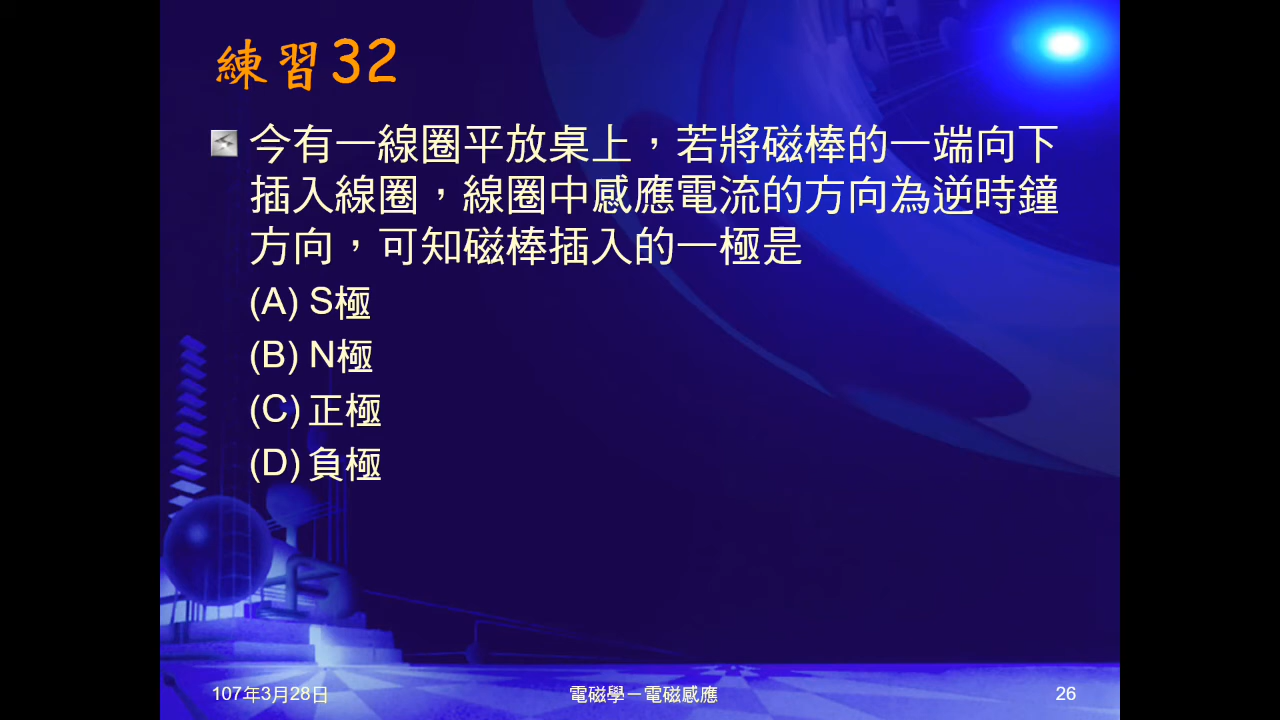 練習32
今有一線圈平放桌上，若將磁棒的一端向下
插入線圈，線圈中感應電流的方向為逆時鐘
方向，可知磁棒插入的一極是
(A) S極
(B) N極
(C) 正極
(D) 負極
107年3月28日
電磁學－電磁感應
26